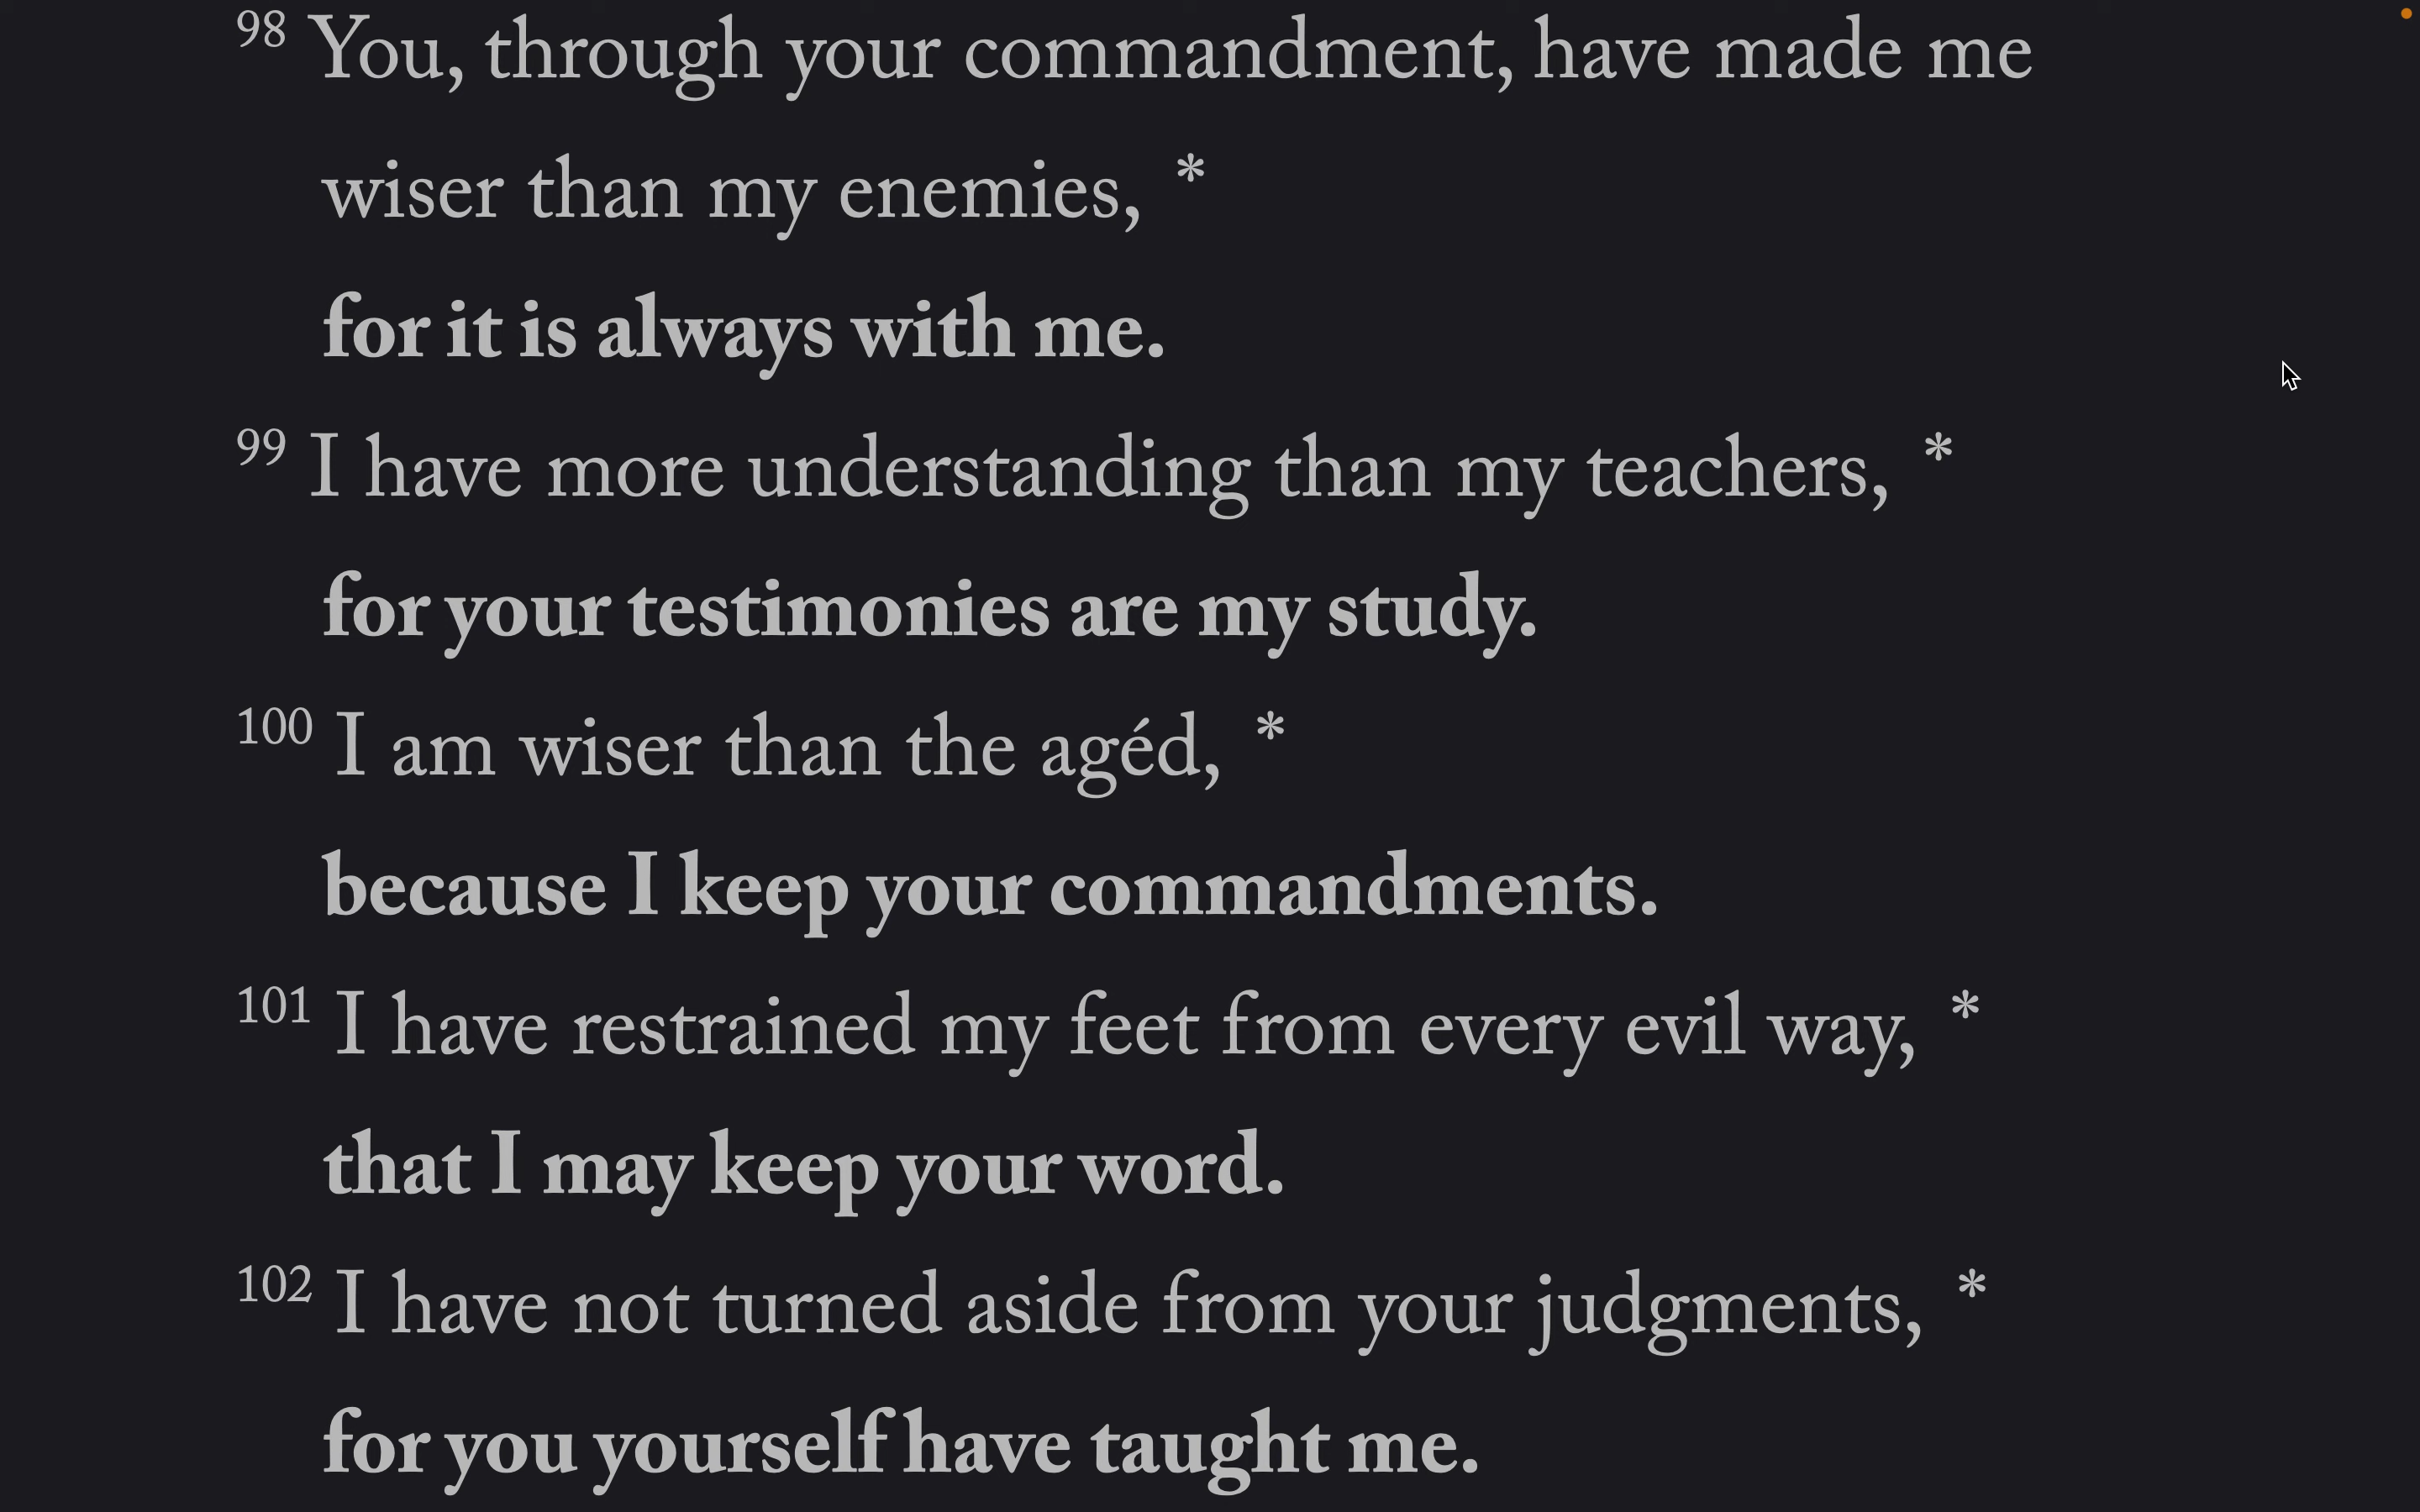 98 You, through your commandment, have made me
wiser than my enemies, *
for it is always with me.
99 I have more understanding than my teachers, *
for your testimonies are my study.
100 I am wiser than the agéd, *
because I keep your commandments.
101 I have restrained my feet from every evil way, *
that I may keep your word.
102 I have not turned aside from your judgments, *
for you yourself have taught me.